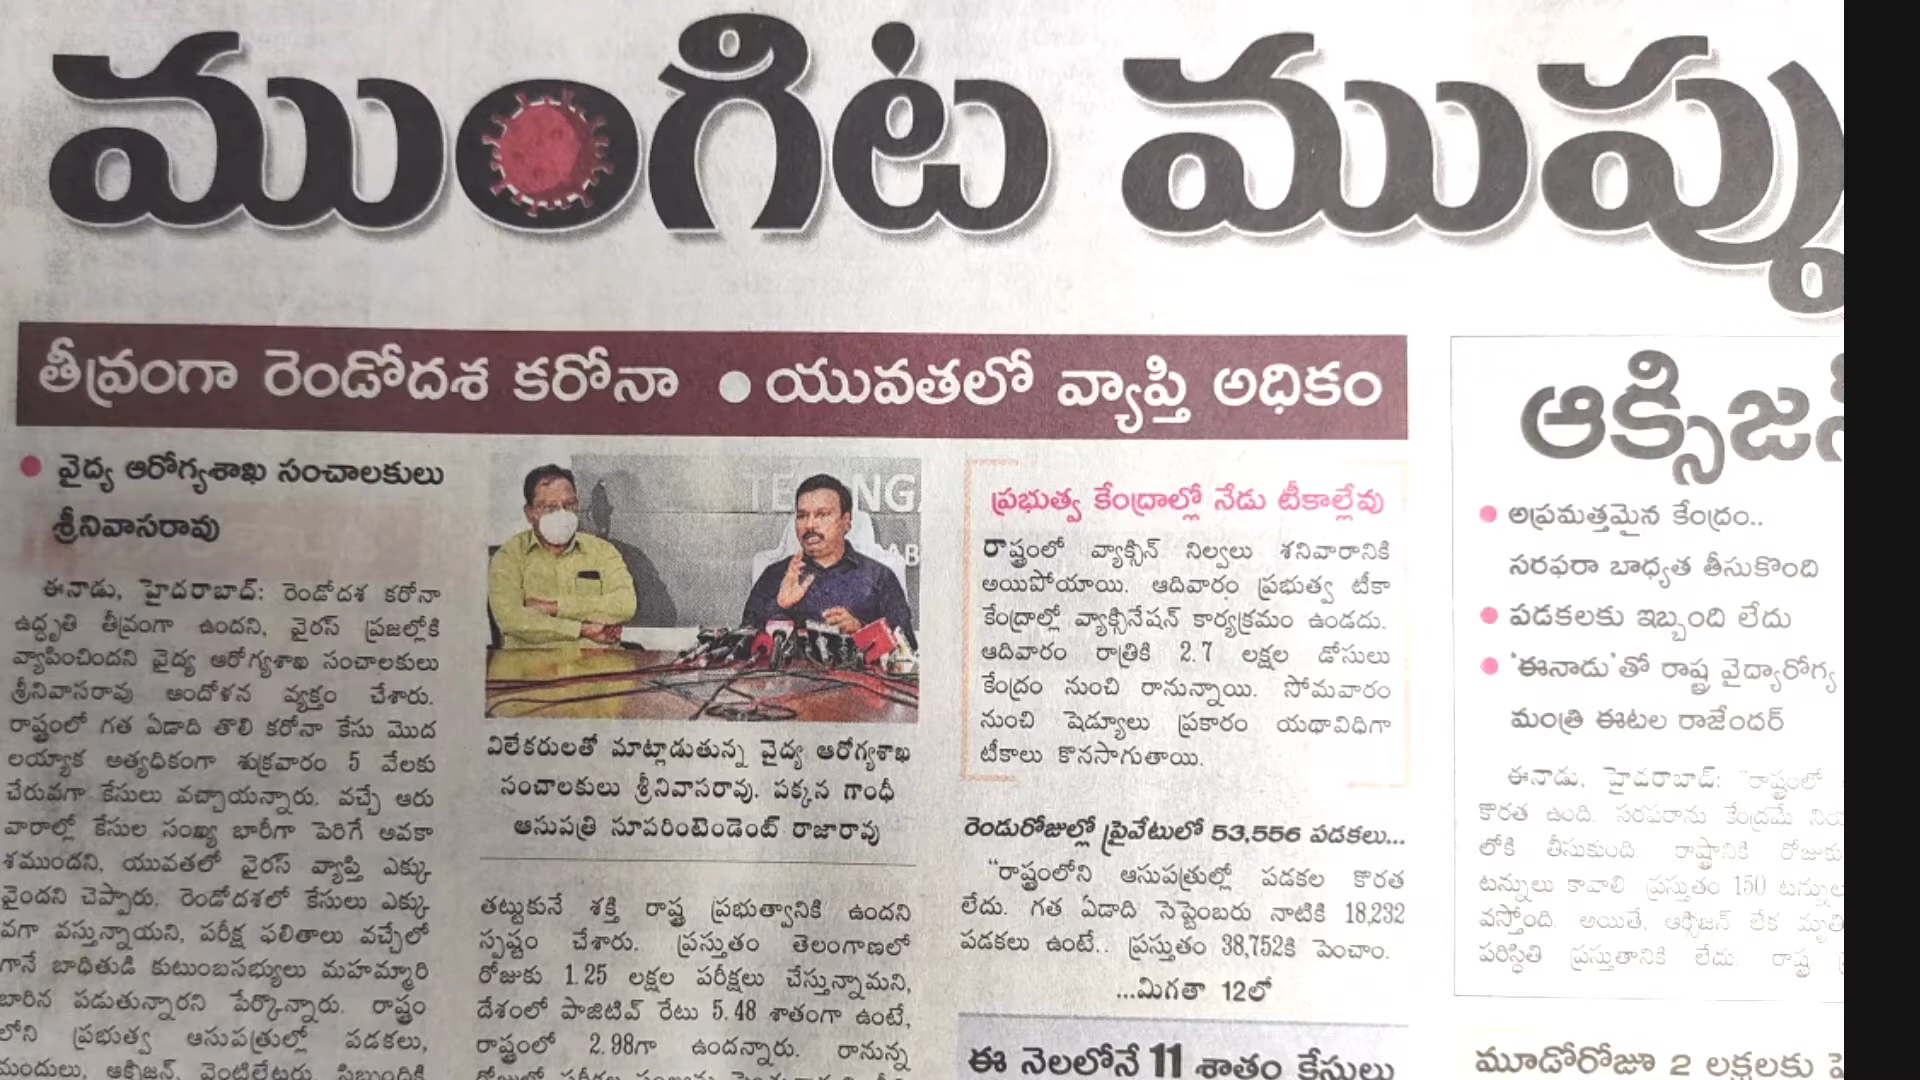 ముంగిట ముప్పు
తీవ్రంగా రెండోదశ కరోనా • యువతలో వ్యాప్తి అధికం
• వైద్య ఆరోగ్యశాఖ సంచాలకులు
శ్రీనివాసరావు
ఈనాడు, హైదరాబాద్: రెండోదశ కరోనా
ఉద్ధృతి తీవ్రంగా ఉందని, వైరస్ ప్రజల్లోకి
వ్యాపించిందని వైద్య ఆరోగ్యశాఖ సంచాలకులు
శ్రీనివాసరావు ఆందోళన వ్యక్తం చేశారు.
రాష్ట్రంలో గత ఏడాది తొలి కరోనా కేసు మొద
లయ్యాక అత్యధికంగా శుక్రవారం 5 వేలకు
చేరువగా కేసులు వచ్చాయన్నారు. వచ్చే ఆరు
వారాల్లో కేసుల సంఖ్య భారీగా పెరిగే అవకా
శముందని, యువతలో వైరస్ వ్యాప్తి ఎక్కు
వైందని చెప్పారు. రెండోదశలో కేసులు ఎక్కు
వగా వస్తున్నాయని, పరీక్ష ఫలితాలు వచ్చేలో
గానే బాధితుడి కుటుంబసభ్యులు మహమ్మారి
బారిన పడుతున్నారని పేర్కొన్నారు. రాష్ట్రం
లోని ప్రభుత్వ ఆసుపత్రుల్లో పడకలు,
మందులు, ఆక్సిజన్, వెంటిలేటర్లు, సిబ్బందికి
విలేకరులతో మాట్లాడుతున్న వైద్య ఆరోగ్యశాఖ
సంచాలకులు శ్రీనివాసరావు. పక్కన గాంధీ
ఆసుపత్రి సూపరింటెండెంట్ రాజారావు
తట్టుకునే శక్తి రాష్ట్ర ప్రభుత్వానికి ఉందని
స్పష్టం చేశారు. ప్రస్తుతం తెలంగాణలో
రోజుకు 1.25 లక్షల పరీక్షలు చేస్తున్నామని,
దేశంలో పాజిటివ్ రేటు 5.48 శాతంగా ఉంటే,
రాష్ట్రంలో 2.98గా ఉందన్నారు. రానున్న
ప్రభుత్వ కేంద్రాల్లో నేడు టీకాల్లేవు
రాష్ట్రంలో వ్యాక్సిన్ నిల్వలు శనివారానికి
అయిపోయాయి. ఆదివారం ప్రభుత్వ టీకా
కేంద్రాల్లో వ్యాక్సినేషన్ కార్యక్రమం ఉండదు.
ఆదివారం రాత్రికి 2.7 లక్షల డోసులు
కేంద్రం నుంచి రానున్నాయి. సోమవారం
నుంచి షెడ్యూలు ప్రకారం యథావిధిగా
టీకాలు కొనసాగుతాయి.
రెండురోజుల్లో ప్రైవేటులో 53,556 పడకలు...
"రాష్ట్రంలోని ఆసుపత్రుల్లో పడకల కొరత
లేదు. గత ఏడాది సెప్టెంబరు నాటికి 18,232
పడకలు ఉంటే.. ప్రస్తుతం 38,752కి పెంచాం.
...మిగతా 12లో
ఈ నెలలోనే 11 శాతం కేసులు
ఆక్సిజన్
• అప్రమత్తమైన కేంద్రం..
సరఫరా బాధ్యత తీసుకొంది
• పడకలకు ఇబ్బంది లేదు
• 'ఈనాడు'తో రాష్ట్ర వైద్యారోగ్య
మంత్రి ఈటల రాజేందర్
ఈనాడు, హైదరాబాద్: "రాష్ట్రంలో
కొరత ఉంది. సరఫరాను కేంద్రమే
లోకి తీసుకుంది. రాష్ట్రానికి రోజుకు
టన్నులు కావాలి ప్రస్తుతం 150 టన్నుల
వస్తోంది. అయితే, ఆక్సిజన్ లేక
పరిస్థితి ప్రస్తుతానికి లేదు. రాష్ట్ర
మూడోరోజూ 2 లక్షలకు